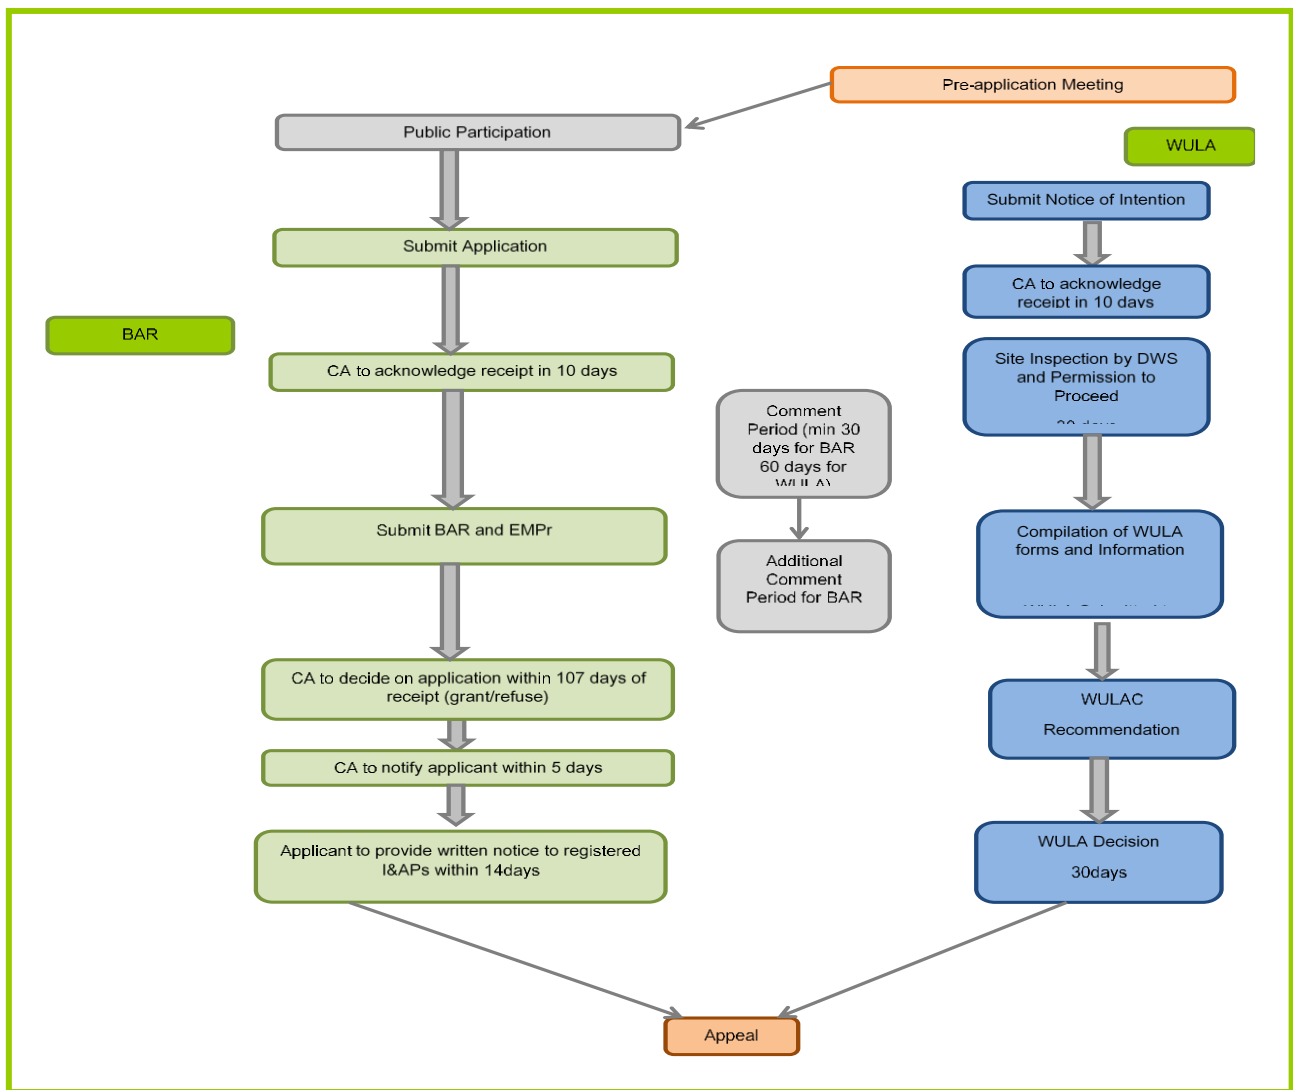 Pre-application Meeting
Public Participation
WULA
Submit Notice of Intention
Submit Application
CA to acknowledge
receipt in 10 days
BAR
CA to acknowledge receipt in 10 days
Site Inspection by DWS
and Permission to
Proceed
Comment
Period (min 30
days for BAR
60 days for
WULA)
Submit BAR and EMPr
Compilation of WULA
forms and Information
Additional
Comment
Period for BAR
CA to decide on application within 107 days of
receipt (grant/refuse)
WULAC
Recommendation
CA to notify applicant within 5 days
Applicant to provide written notice to registered
I&APs within 14days
WULA Decision
30days
Appeal